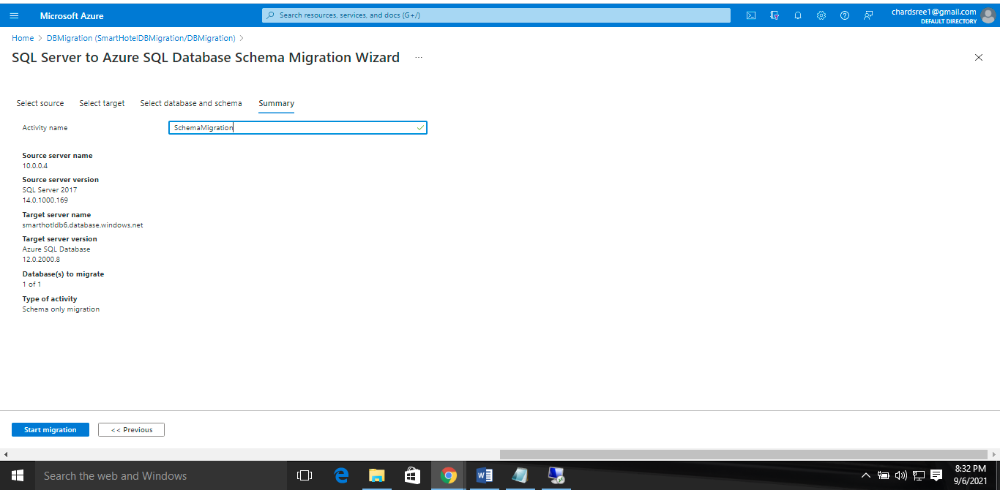 Microsoft Azure
Search resources, services, and docs (G+/)
chardsree1@gmail.com
DEFAULT DIRECTORY
Home > DBMigration (SmartHotelDBMigration/DBMigration) >
SQL Server to Azure SQL Database Schema Migration Wizard ...
Select source Select target Select database and schema Summary
Activity name SchemaMigration
Source server name
10.0.0.4
Source server version
SQL Server 2017
14.0.1000.169
Target server name
smarthotldb6.database.windows.net
Target server version
Azure SQL Database
12.0.2000.8
Database(s) to migrate
1 of 1
Type of activity
Schema only migration
Start migration << Previous
Search the web and Windows
8:32 PM
9/6/2021